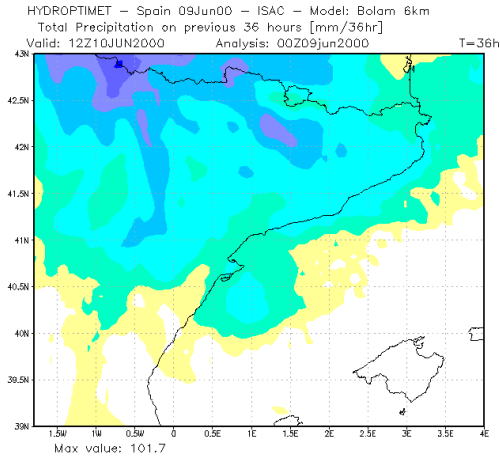 HYDROPTIMET – Spain 09Jun00 – ISAC – Model: Bolam 6km
Total Precipitation on previous 36 hours [mm/36hr]
Valid: 12Z10JUN2000 Analysis: 00Z09jun2000 T=36h
43N
42.5N
42N
41.5N
41N
40.5N
40N
39.5N
39N
1.5W 1W 0.5W 0 0.5E 1E 1.5E 2E 2.5E 3E 3.5E 4E
Max value: 101.7